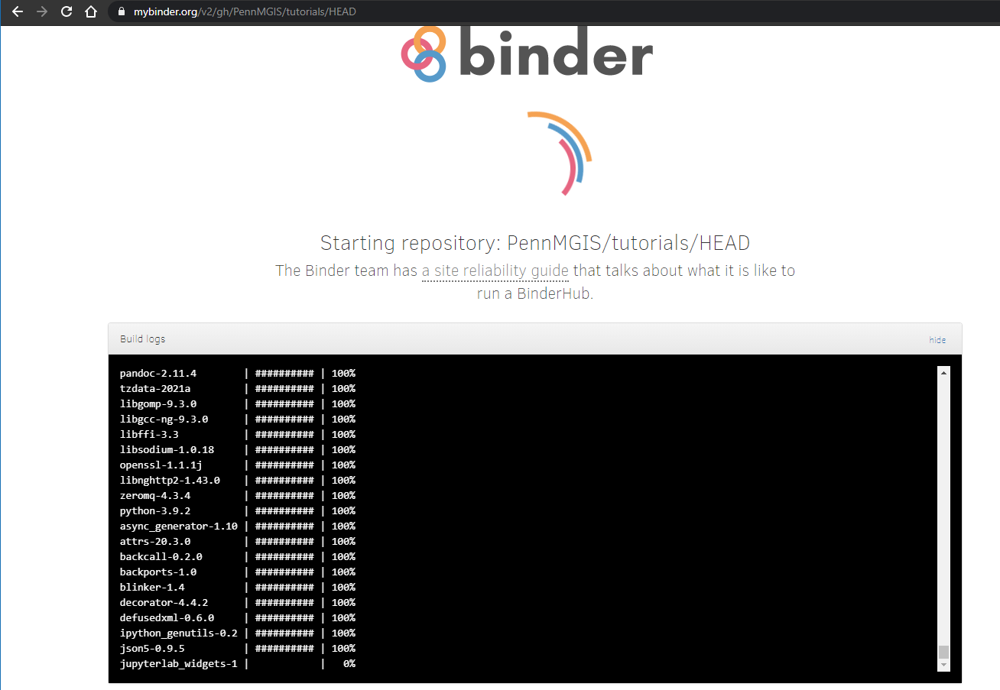 mybinder.org/v2/gh/PennMGIS/tutorials/HEAD
binder
Starting repository: PennMGIS/tutorials/HEAD
The Binder team has a site reliability guide that talks about what it is like to
run a BinderHub.
Build logs hide
pandoc-2.11.4 | ########## | 100%
tzdata-2021a | ########## | 100%
libgomp-9.3.0 | ########## | 100%
libgcc-ng-9.3.0 | ########## | 100%
libffi-3.3 | ########## | 100%
libsodium-1.0.18 | ########## | 100%
openssl-1.1.1j | ########## | 100%
libnghttp2-1.43.0 | ########## | 100%
zeromq-4.3.4 | ########## | 100%
python-3.9.2 | ########## | 100%
async_generator-1.10 | ########## | 100%
attrs-20.3.0 | ########## | 100%
backcall-0.2.0 | ########## | 100%
backports-1.0 | ########## | 100%
blinker-1.4 | ########## | 100%
decorator-4.4.2 | ########## | 100%
defusedxml-0.6.0 | ########## | 100%
ipython_genutils-0.2 | ########## | 100%
json5-0.9.5 | ########## | 100%
jupyterlab_widgets-1 | | 0%